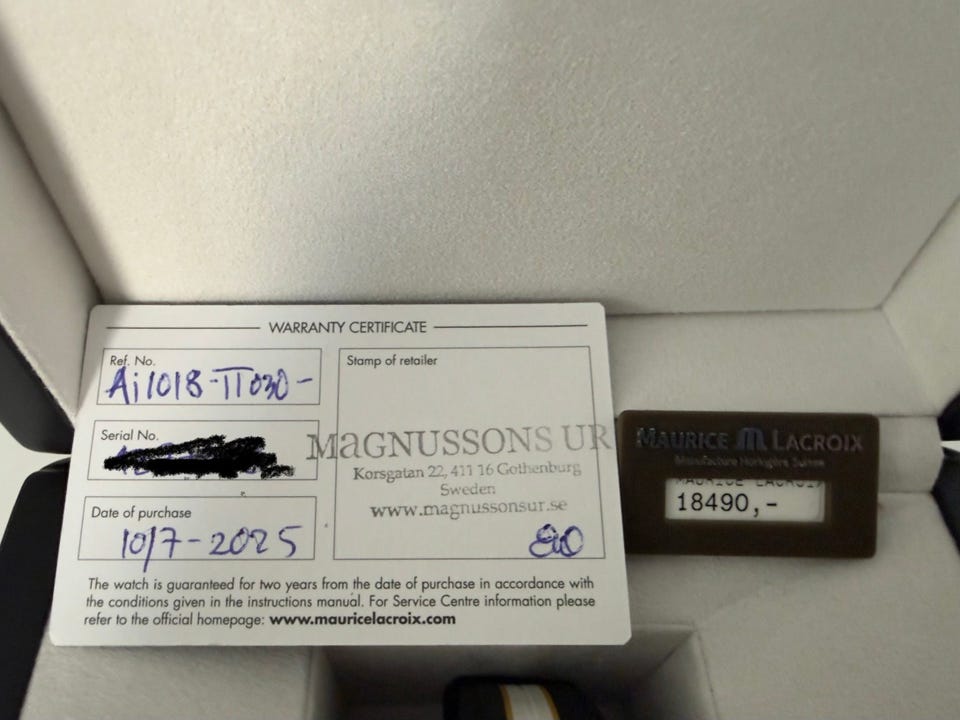 WARRANTY CERTIFICATE
Ref. No.
Ai1018-TT030-
Serial No.
Date of purchase
10/7-2025
Stamp of retailer
MAGNUSSONS UR
Korsgatan 22, 411 16 Gothenburg
Sweden
www.magnussonsur.se
The watch is guaranteed for two years from the date of purchase in accordance with
the conditions given in the instructions manual. For Service Centre information please
refer to the official homepage: www.mauricelacroix.com
MAURICE M LACROIX
Manufacture Horlogère Suisse
MAURICE LACROIX
18490,-